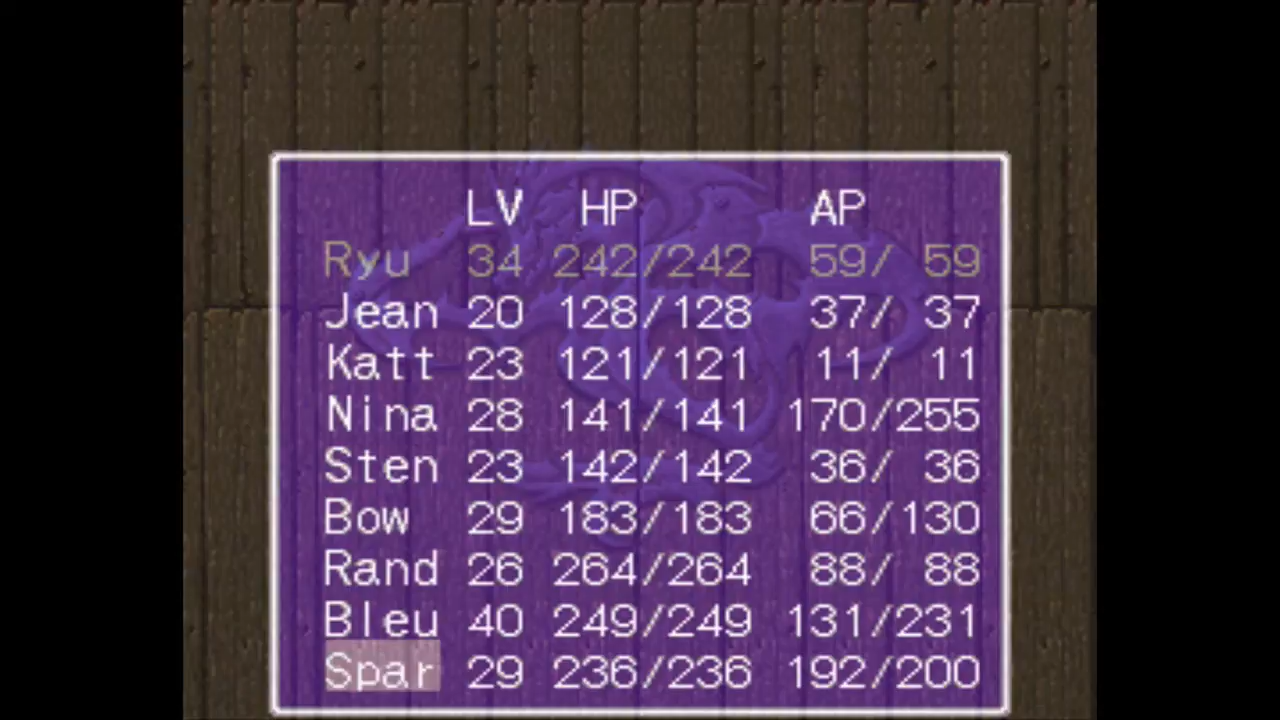 LV HP AP
Ryu 34 242/242 59/ 59
Jean 20 128/128 37/ 37
Katt 23 121/121 11/ 11
Nina 28 141/141 170/255
Sten 23 142/142 36/ 36
Bow 29 183/183 66/130
Rand 26 264/264 88/ 88
Bleu 40 249/249 131/231
Spar 29 236/236 192/200